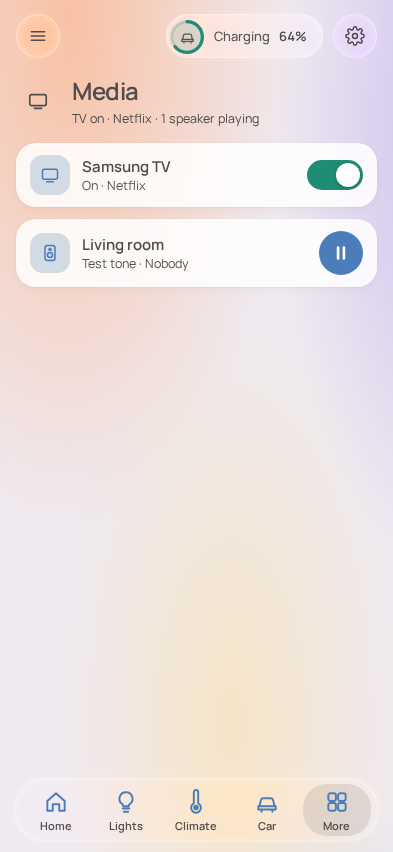 Charging 64%
Media
TV on · Netflix · 1 speaker playing
Samsung TV
On · Netflix
Living room
Test tone · Nobody
Home Lights Climate Car More